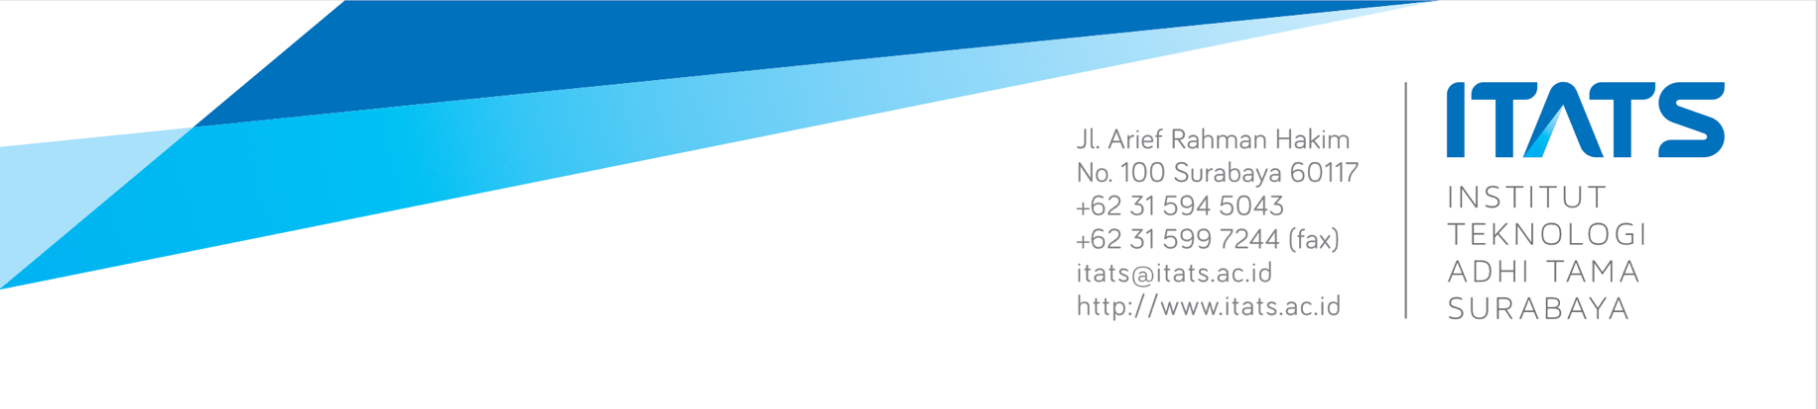 Jl. Arief Rahman Hakim
No. 100 Surabaya 60117
+62 31 594 5043
+62 31 599 7244 (fax)
itats@itats.ac.id
http://www.itats.ac.id
ITATS
INSTITUT
TEKNOLOGI
ADHI TAMA
SURABAYA